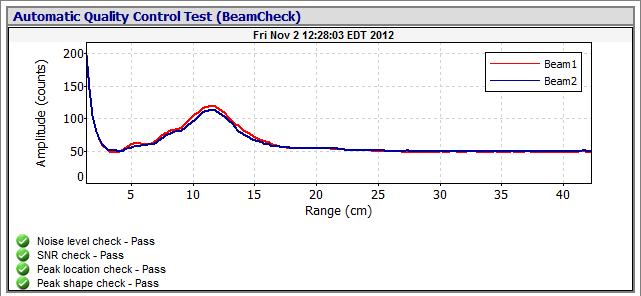 Automatic Quality Control Test (BeamCheck)
Fri Nov 2 12:28:03 EDT 2012
Amplitude (counts)
200
150
100
50
0
Beam1
Beam2
5 10 15 20 25 30 35 40
Range (cm)
Noise level check - Pass
SNR check - Pass
Peak location check - Pass
Peak shape check - Pass